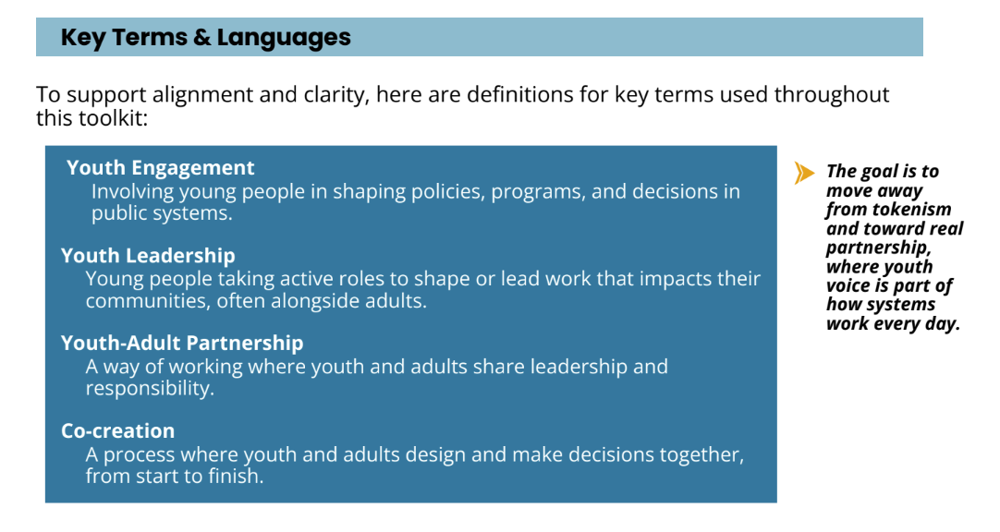 Key Terms & Languages
To support alignment and clarity, here are definitions for key terms used throughout
this toolkit:
Youth Engagement
Involving young people in shaping policies, programs, and decisions in
public systems.
Youth Leadership
Young people taking active roles to shape or lead work that impacts their
communities, often alongside adults.
Youth-Adult Partnership
A way of working where youth and adults share leadership and
responsibility.
Co-creation
A process where youth and adults design and make decisions together,
from start to finish.
The goal is to
move away
from tokenism
and toward real
partnership,
where youth
voice is part of
how systems
work every day.